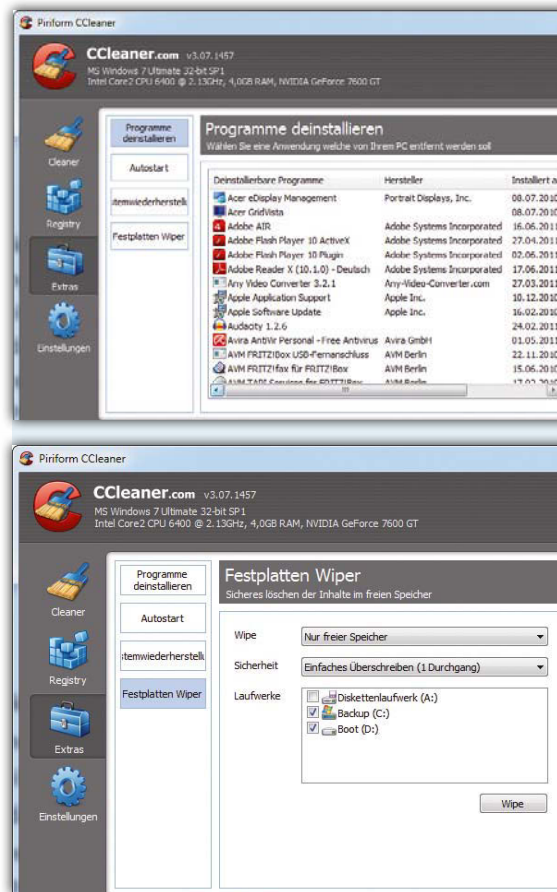 Piriform CCleaner
CCleaner.com v3.07.1457
MS Windows 7 Ultimate 32-bit SP1
Intel Core2 CPU 6400 @ 2.13GHz, 4,0GB RAM, NVIDIA GeForce 7600 GT
Cleaner
Registry
Extras
Einstellungen
Programme
deinstallieren
Autostart
temwiederherstell
Festplatten Wiper
Programme deinstallieren
Wählen Sie eine Anwendung welche von Ihrem PC entfernt werden soll
Deinstallierbare Programme Hersteller Installiert a
Acer eDisplay Management Portrait Displays, Inc. 08.07.2010
Acer GridVista 08.07.2010
Adobe AIR Adobe Systems Incorporated 16.06.2011
Adobe Flash Player 10 ActiveX Adobe Systems Incorporated 27.04.2011
Adobe Flash Player 10 Plugin Adobe Systems Incorporated 02.06.2011
Adobe Reader X (10.1.0) - Deutsch Adobe Systems Incorporated 17.06.2011
Any Video Converter 3.2.1 Any-Video-Converter.com 27.03.2011
Apple Application Support Apple Inc. 10.12.2010
Apple Software Update Apple Inc. 16.02.2010
Audacity 1.2.6 24.02.2011
Avira AntiVir Personal - Free Antivirus Avira GmbH 01.05.2011
AVM FRITZ!Box USB-Fernanschluss AVM Berlin 22.11.2010
AVM FRITZ!fax für FRITZ!Box AVM Berlin 15.06.2010
AVM TAPI Services for FRITZ!Box AVM Berlin
Piriform CCleaner
CCleaner.com v3.07.1457
MS Windows 7 Ultimate 32-bit SP1
Intel Core2 CPU 6400 @ 2.13GHz, 4,0GB RAM, NVIDIA GeForce 7600 GT
Cleaner
Registry
Extras
Einstellungen
Programme
deinstallieren
Autostart
temwiederherstell
Festplatten Wiper
Festplatten Wiper
Sicheres löschen der Inhalte im freien Speicher
Wipe Nur freier Speicher
Sicherheit Einfaches Überschreiben (1 Durchgang)
Laufwerke Diskettenlaufwerk (A:)
Backup (C:)
Boot (D:)
Wipe